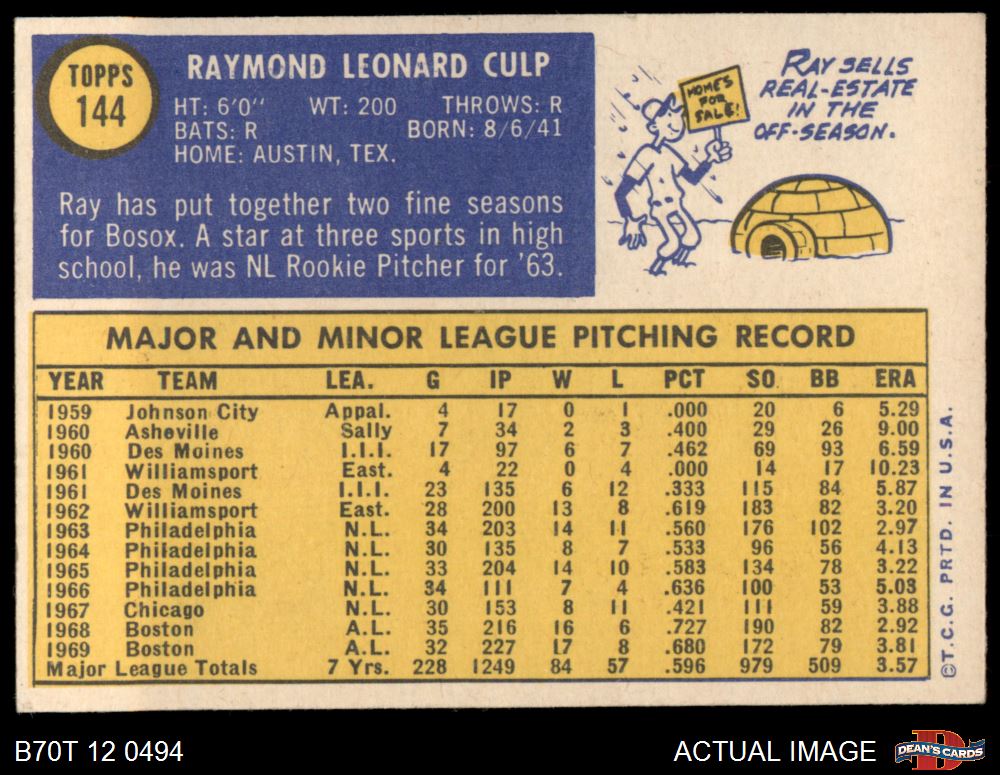 TOPPS
144
RAYMOND LEONARD CULP
HT: 6'0" WT: 200 THROWS: R
BATS: R BORN: 8/6/41
HOME: AUSTIN, TEX.
Ray has put together two fine seasons
for Bosox. A star at three sports in high
school, he was NL Rookie Pitcher for '63.
HOMES
FOR
SALE!
RAY SELLS
REAL-ESTATE
IN THE
OFF-SEASON.
MAJOR AND MINOR LEAGUE PITCHING RECORD
YEAR TEAM LEA. G IP W L PCT SO BB ERA
1959 Johnson City Appal. 4 17 0 1 .000 20 6 5.29
1960 Asheville Sally 7 34 2 3 .400 29 26 9.00
1960 Des Moines I.I.I. 17 97 6 7 .462 69 93 6.59
1961 Williamsport East. 4 22 0 4 .000 14 17 10.23
1961 Des Moines I.I.I. 23 135 6 12 .333 115 84 5.87
1962 Williamsport East. 28 200 13 8 .619 183 82 3.20
1963 Philadelphia N.L. 34 203 14 11 .560 176 102 2.97
1964 Philadelphia N.L. 30 135 8 7 .533 96 56 4.13
1965 Philadelphia N.L. 33 204 14 10 .583 134 78 3.22
1966 Philadelphia N.L. 34 111 7 4 .636 100 53 5.03
1967 Chicago N.L. 30 153 8 11 .421 111 59 3.88
1968 Boston A.L. 35 216 16 6 .727 190 82 2.92
1969 Boston A.L. 32 227 17 8 .680 172 79 3.81
Major League Totals 7 Yrs. 228 1249 84 57 .596 979 509 3.57
©T.C.G. PRTD. IN U.S.A.
B70T 12 0494
ACTUAL IMAGE
D
DEAN'S CARDS